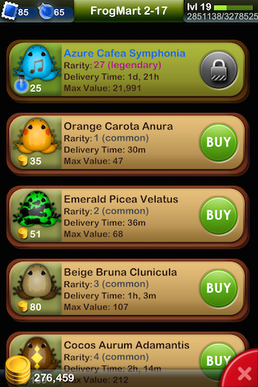 85 65 FrogMart 2-17 lvl 19
2851138/3278525
Azure Cafea Symphonia
Rarity: 27 (legendary)
Delivery Time: 1d, 21h
25 Max Value: 21,991
Orange Carota Anura
Rarity: 1 (common)
Delivery Time: 30m
35 Max Value: 47
BUY
Emerald Picea Velatus
Rarity: 2 (common)
Delivery Time: 36m
51 Max Value: 68
BUY
Beige Bruna Clunicula
Rarity: 3 (common)
Delivery Time: 1h, 3m
80 Max Value: 107
BUY
Cocos Aurum Adamantis
Rarity: 4 (common)
Delivery Time: 2h, 14m
Max Value: 212
BUY
276,459